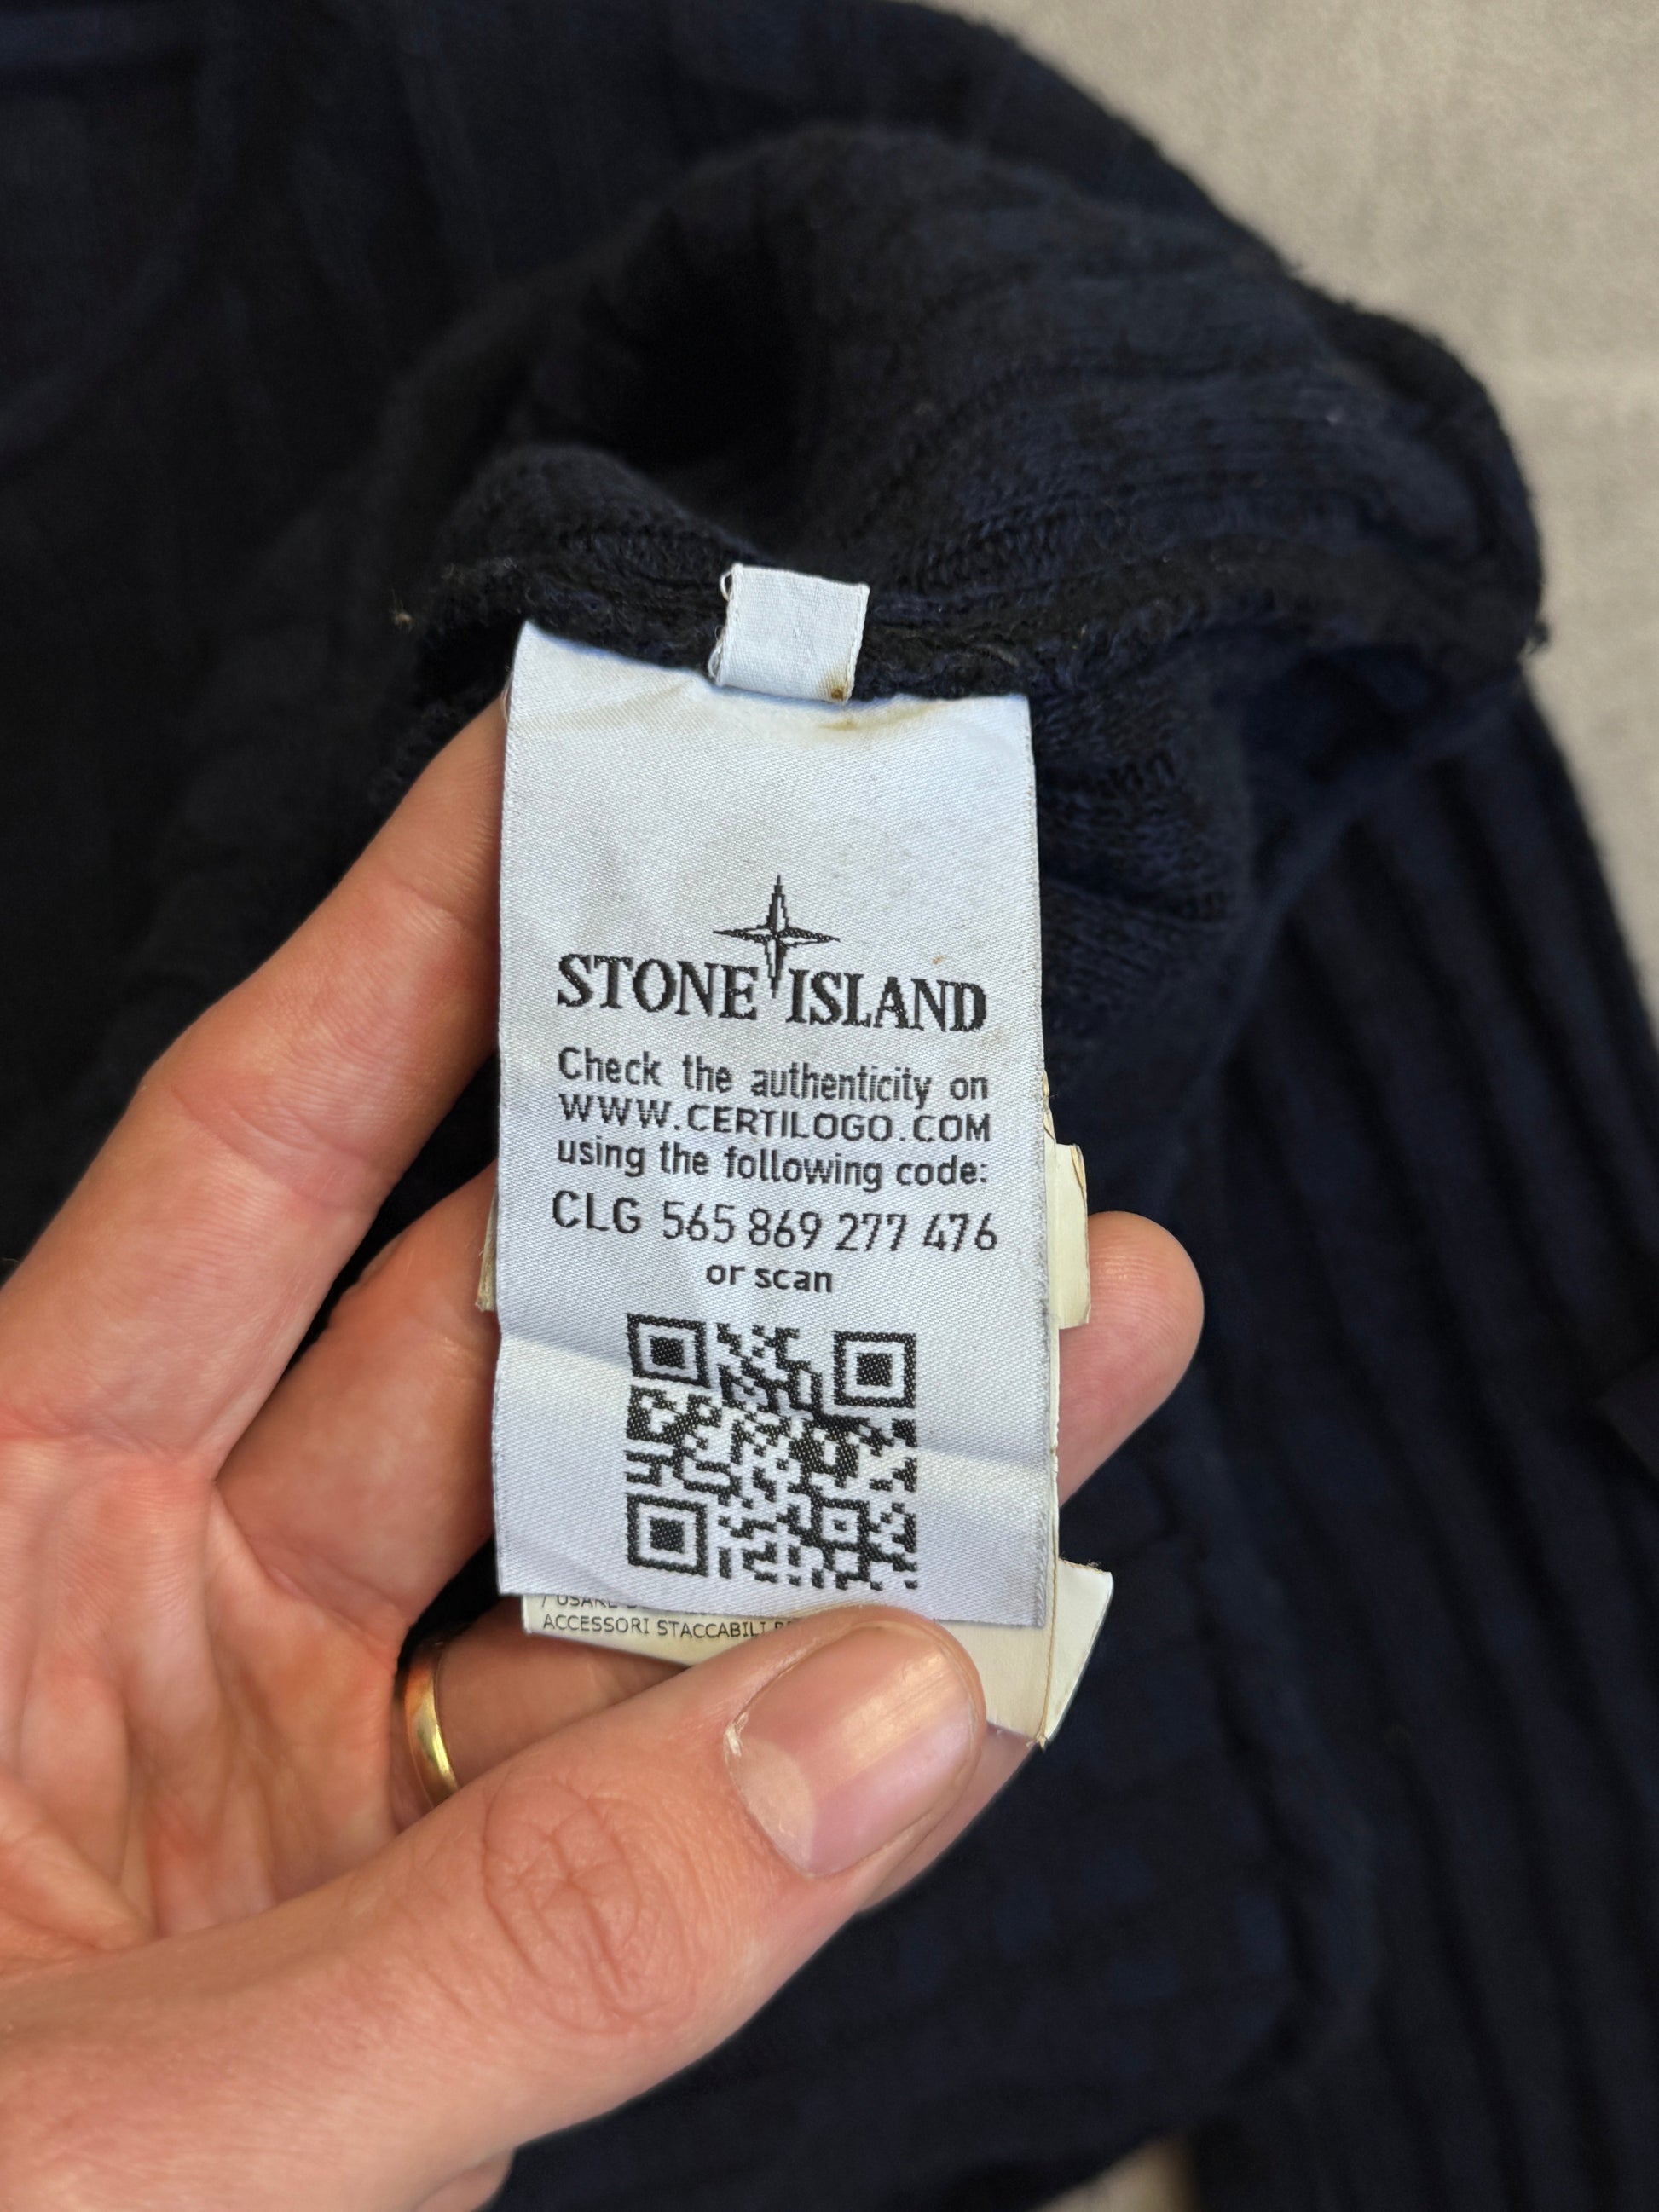 STONE ISLAND
Check the authenticity on
WWW.CERTILOGO.COM
using the following code:
CLG 565 869 277 476
or scan
/ USARE
ACCESSORI STACCABILI